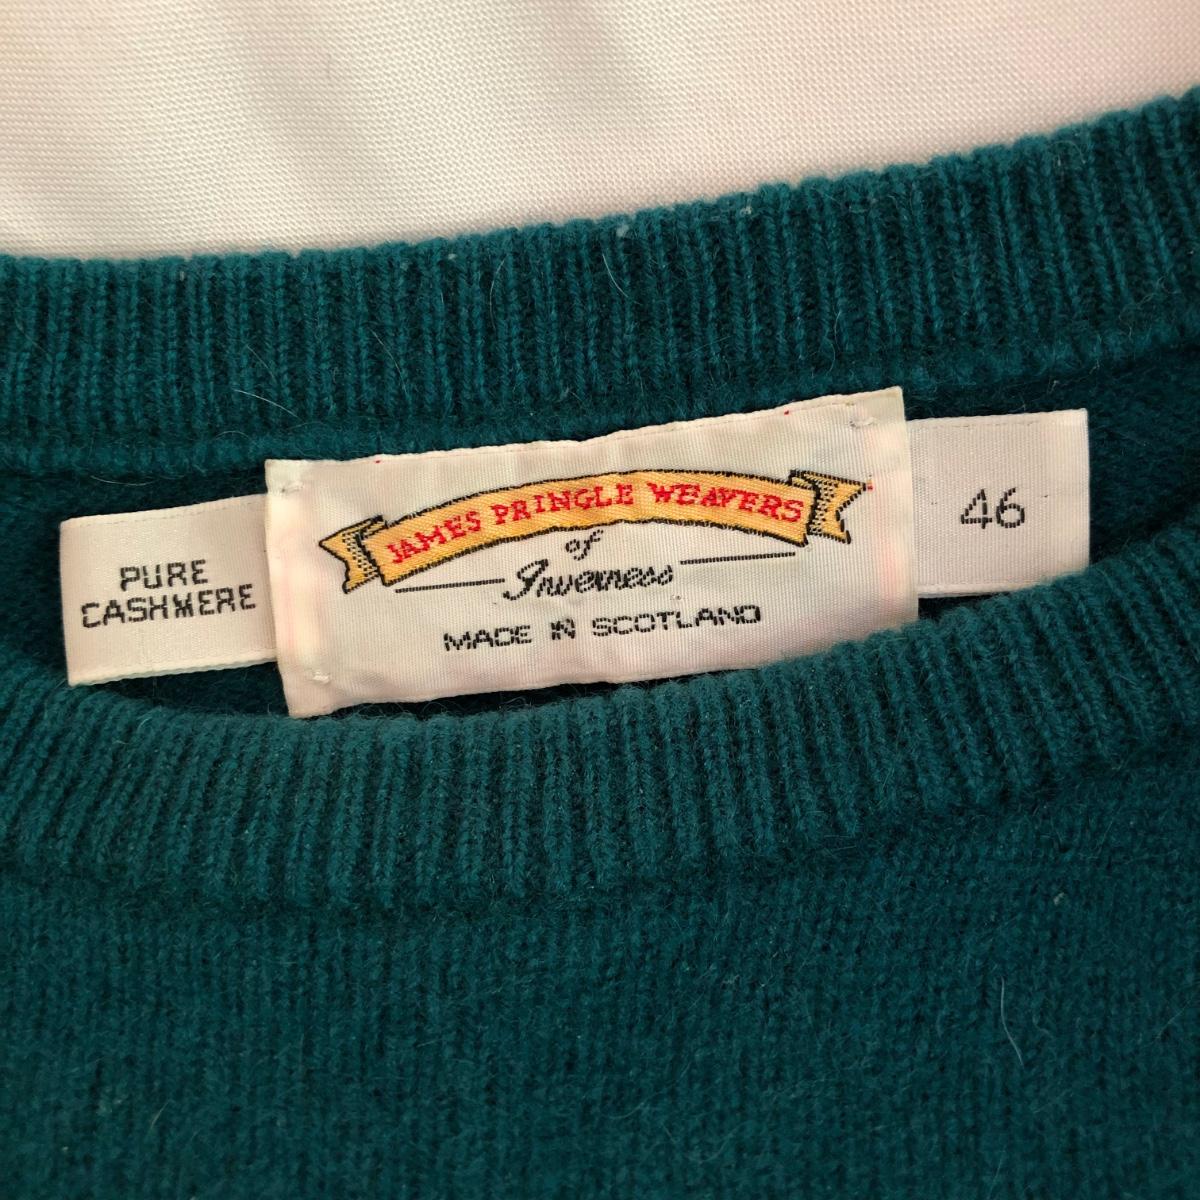 PURE
CASHMERE
JAMES PRINGLE WEAVERS
of
Inverness
MADE IN SCOTLAND
46